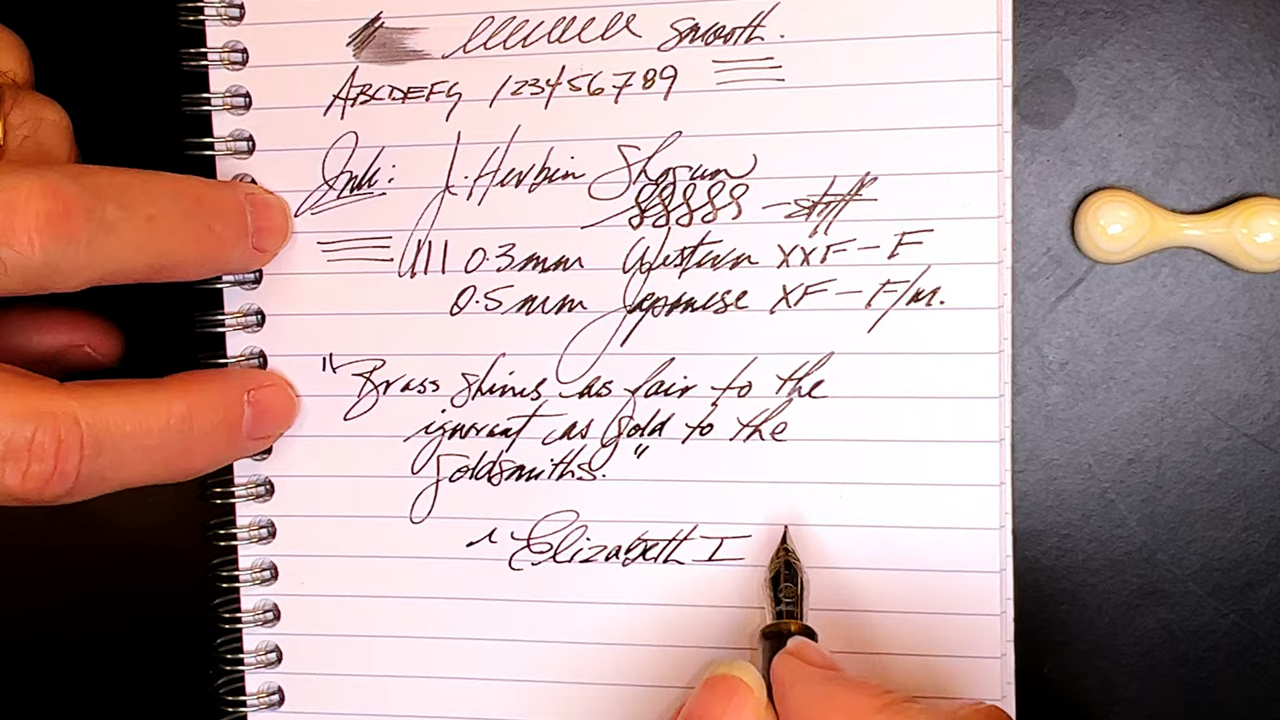 smooth.
ABCDEFG 123456789
Ink: J. Herbin Shogun
- stiff
0.3mm Western XXF - F
0.5mm Japanese XF - F/M.
"Brass shines as fair to the
ignorant as gold to the
Goldsmiths."
~ Elizabeth I